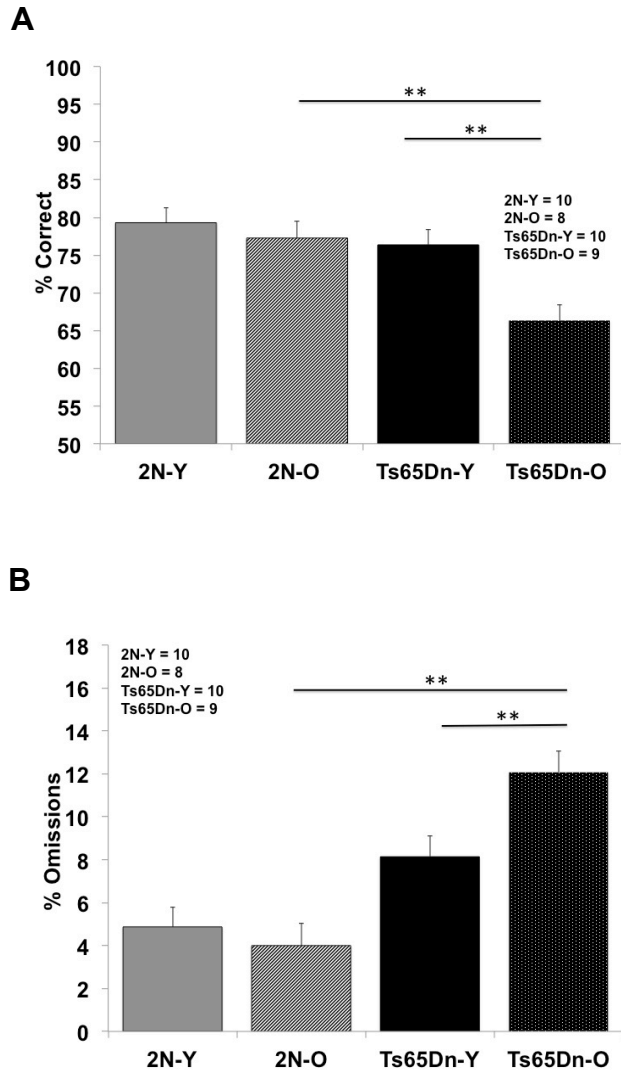 A
100
95
90
85
80
75
70
65
60
55
50
% Correct
**
**
2N-Y = 10
2N-O = 8
Ts65Dn-Y = 10
Ts65Dn-O = 9
2N-Y 2N-O Ts65Dn-Y Ts65Dn-O
B
18
16
14
12
10
8
6
4
2
0
% Omissions
2N-Y = 10
2N-O = 8
Ts65Dn-Y = 10
Ts65Dn-O = 9
**
**
2N-Y 2N-O Ts65Dn-Y Ts65Dn-O